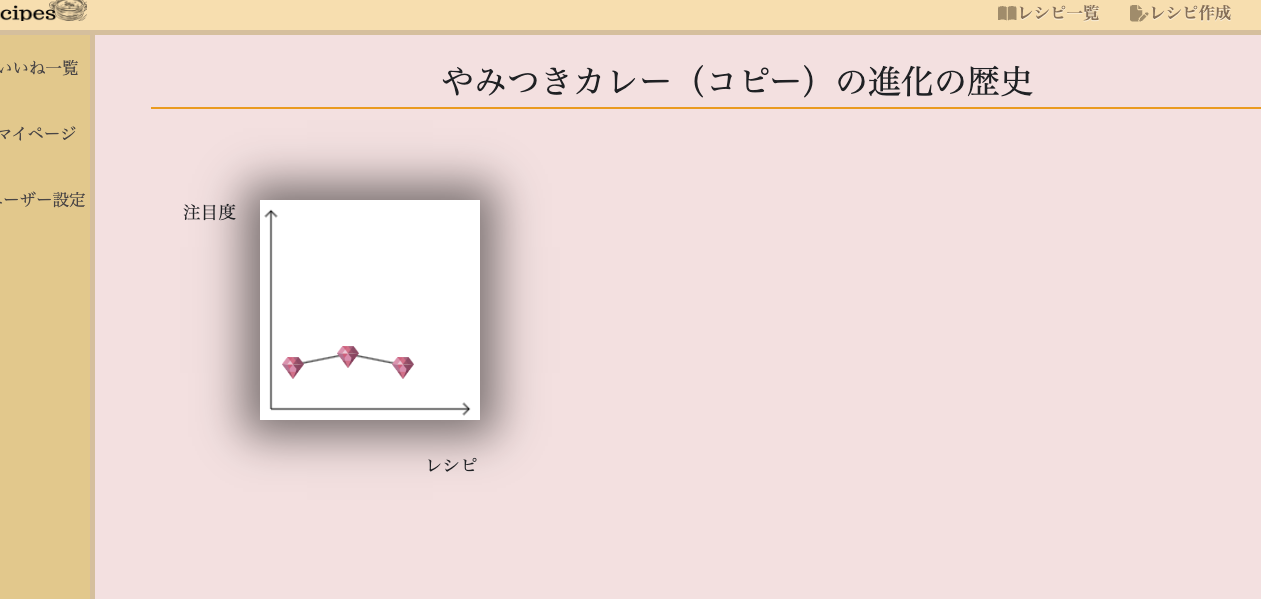 cipes
レシピ一覧
レシピ作成
いいね一覧
マイページ
ーザー設定
やみつきカレー（コピー）の進化の歴史
注目度
レシピ